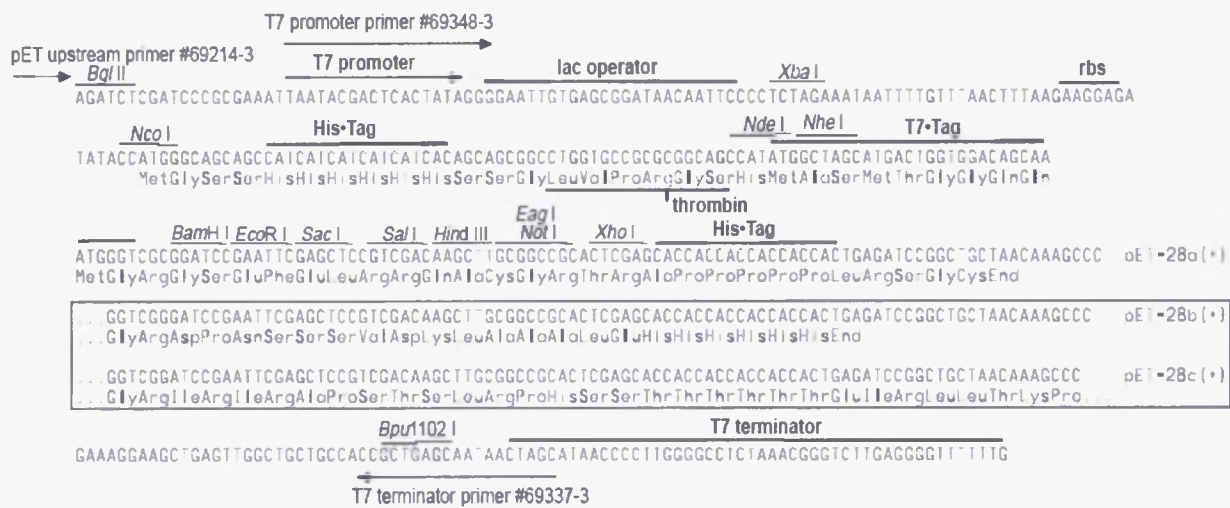 T7 promoter primer #69348-3
pET upstream primer #69214-3
Bgl II
T7 promoter
lac operator
Xba I
rbs
AGATCTCGATCCCGCGAAATTAATACGACTCACTATAGGGGAATTGTGAGCGGATAACAATTCCCCTCTAGAAATAATTTTGTTTAACTTTAAGAAGGAGA
Nco I
His•Tag
Nde I
Nhe I
T7•Tag
TATACCATGGGCAGCAGCCATCATCATCATCATCACAGCAGCGGCCTGGTGCCGCGCGGCAGCCATATGGCTAGCATGACTGGTGGACAGCAA
MetGlySerSerHisHisHisHisHisHisSerSerGlyLeuValProArgGlySerHisMetAlaSerMetThrGlyGlyGlnGln
thrombin
BamH I
EcoR I
Sac I
Sal I
Hind III
Eag I
Not I
Xho I
His•Tag
ATGGGTCGCGGATCCGAATTCGAGCTCCGTCGACAAGCTTGCGGCCGCACTCGAGCACCACCACCACCACCACTGAGATCCGGCTGCTAACAAAGCCC pET-28a(+)
MetGlyArgGlySerGluPheGluLeuArgArgGlnAlaCysGlyArgThrArgAlaProProProProProProLeuArgSerGlyCysEnd
...GGTCGGGATCCGAATTCGAGCTCCGTCGACAAGCTTGCGGCCGCACTCGAGCACCACCACCACCACCACTGAGATCCGGCTGCTAACAAAGCCC pET-28b(+)
...GlyArgAspProAsnSerSerSerValAspLysLeuAlaAlaAlaLeuGluHisHisHisHisHisHisEnd
...GGTCGGATCCGAATTCGAGCTCCGTCGACAAGCTTGCGGCCGCACTCGAGCACCACCACCACCACCACTGAGATCCGGCTGCTAACAAAGCCC pET-28c(+)
...GlyArgIleArgIleArgAlaProSerThrSerLeuArgProHisSerSerThrThrThrThrThrThrGluIleArgLeuLeuThrLysPro...
Bpu1102 I
T7 terminator
GAAAGGAAGCTGAGTTGGCTGCTGCCACCGCTGAGCAATAACTAGCATAACCCCTTGGGGCCTCTAAACGGGTCTTGAGGGGTTTTTTG
T7 terminator primer #69337-3